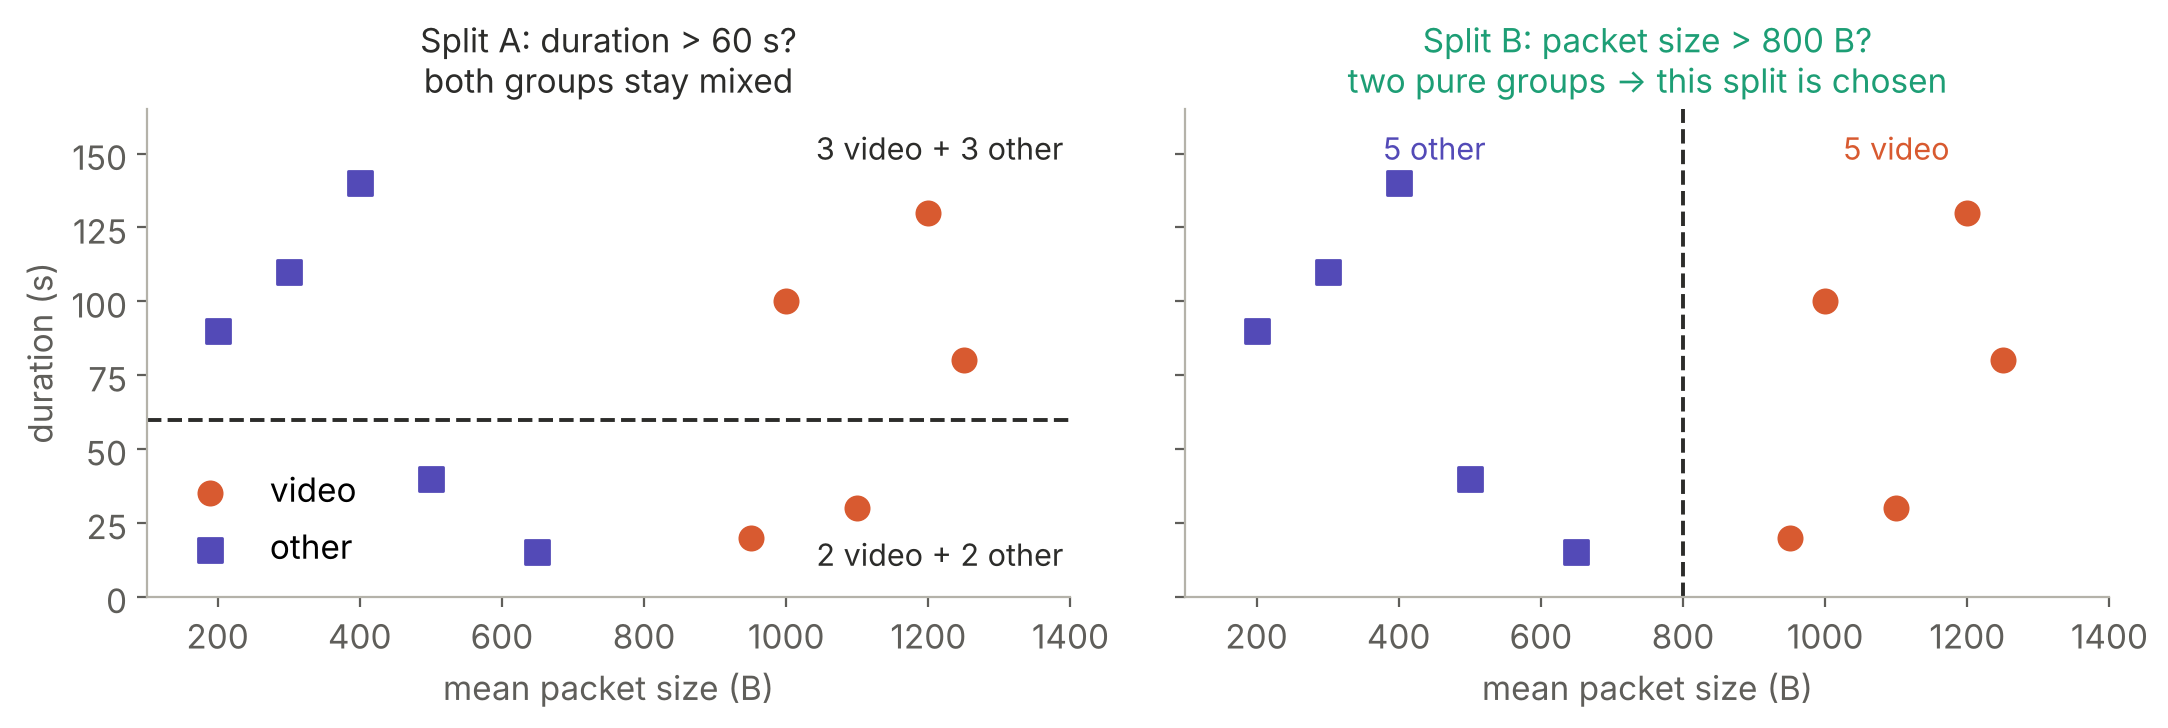 Split A: duration > 60 s?
both groups stay mixed
3 video + 3 other
150
125
100
75
50
25
0
duration (s)
video
other
2 video + 2 other
200 400 600 800 1000 1200 1400
mean packet size (B)
Split B: packet size > 800 B?
two pure groups → this split is chosen
5 other
5 video
200 400 600 800 1000 1200 1400
mean packet size (B)